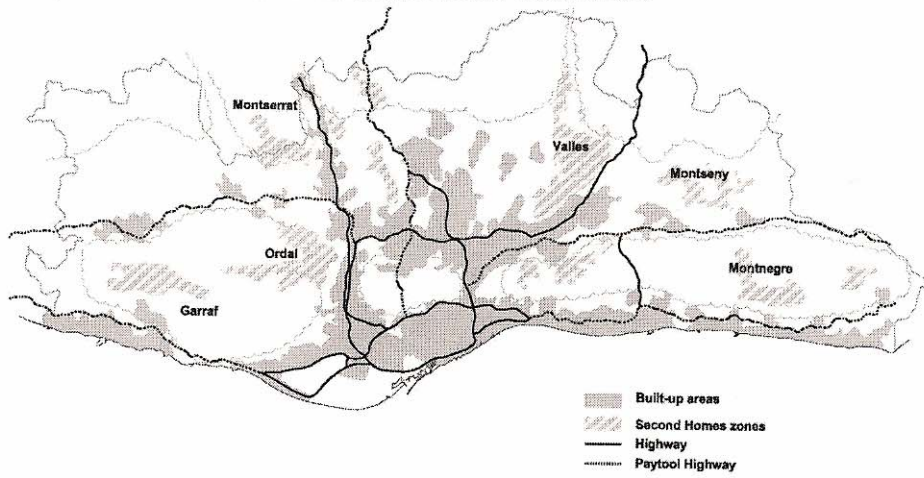 Montserrat
Valles
Montseny
Ordal
Montnegre
Garraf
Built-up areas
Second Homes zones
Highway
Paytool Highway